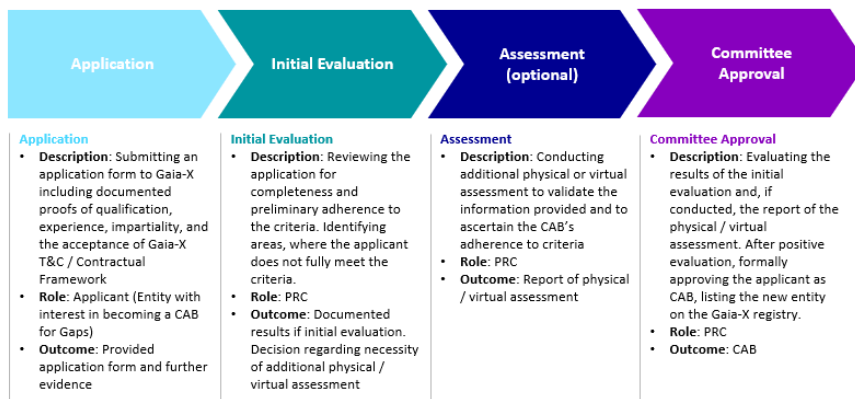 Application
Initial Evaluation
Assessment
(optional)
Committee
Approval
Application
• Description: Submitting an
application form to Gaia-X
including documented
proofs of qualification,
experience, impartiality, and
the acceptance of Gaia-X
T&C / Contractual
Framework
• Role: Applicant (Entity with
interest in becoming a CAB
for Gaps)
• Outcome: Provided
application form and further
evidence
Initial Evaluation
• Description: Reviewing the
application for
completeness and
preliminary adherence to
the criteria. Identifying
areas, where the applicant
does not fully meet the
criteria.
• Role: PRC
• Outcome: Documented
results if initial evaluation.
Decision regarding necessity
of additional physical /
virtual assessment
Assessment
• Description: Conducting
additional physical or virtual
assessment to validate the
information provided and to
ascertain the CAB's
adherence to criteria
• Role: PRC
• Outcome: Report of physical
/ virtual assessment
Committee Approval
• Description: Evaluating the
results of the initial
evaluation and, if
conducted, the report of the
physical / virtual
assessment. After positive
evaluation, formally
approving the applicant as
CAB, listing the new entity
on the Gaia-X registry.
• Role: PRC
• Outcome: CAB